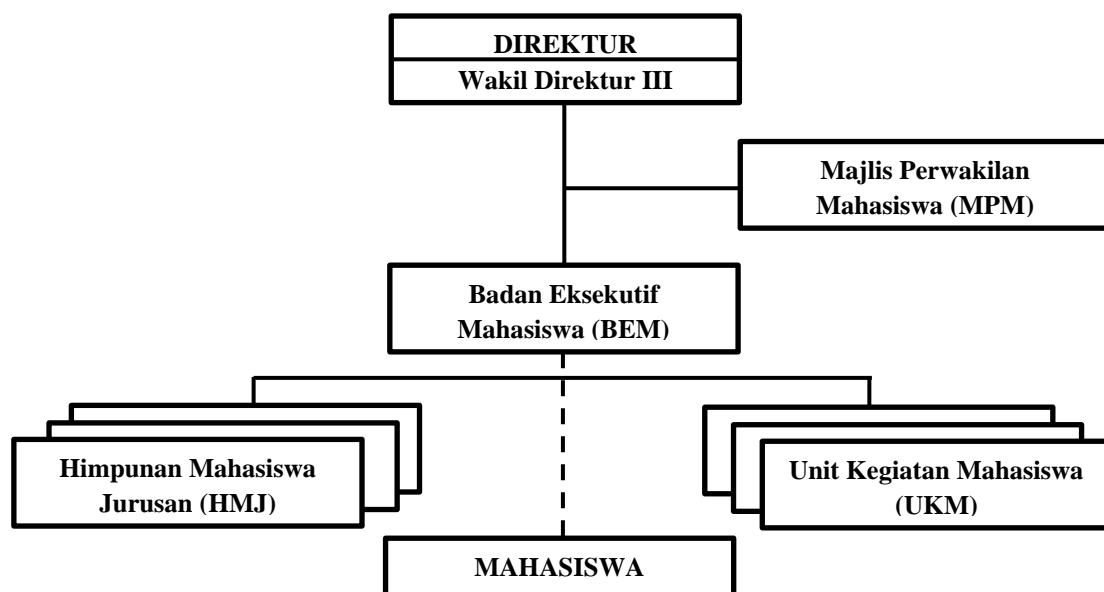 DIREKTUR
Wakil Direktur III
Majlis Perwakilan
Mahasiswa (MPM)
Badan Eksekutif
Mahasiswa (BEM)
Himpunan Mahasiswa
Jurusan (HMJ)
Unit Kegiatan Mahasiswa
(UKM)
MAHASISWA